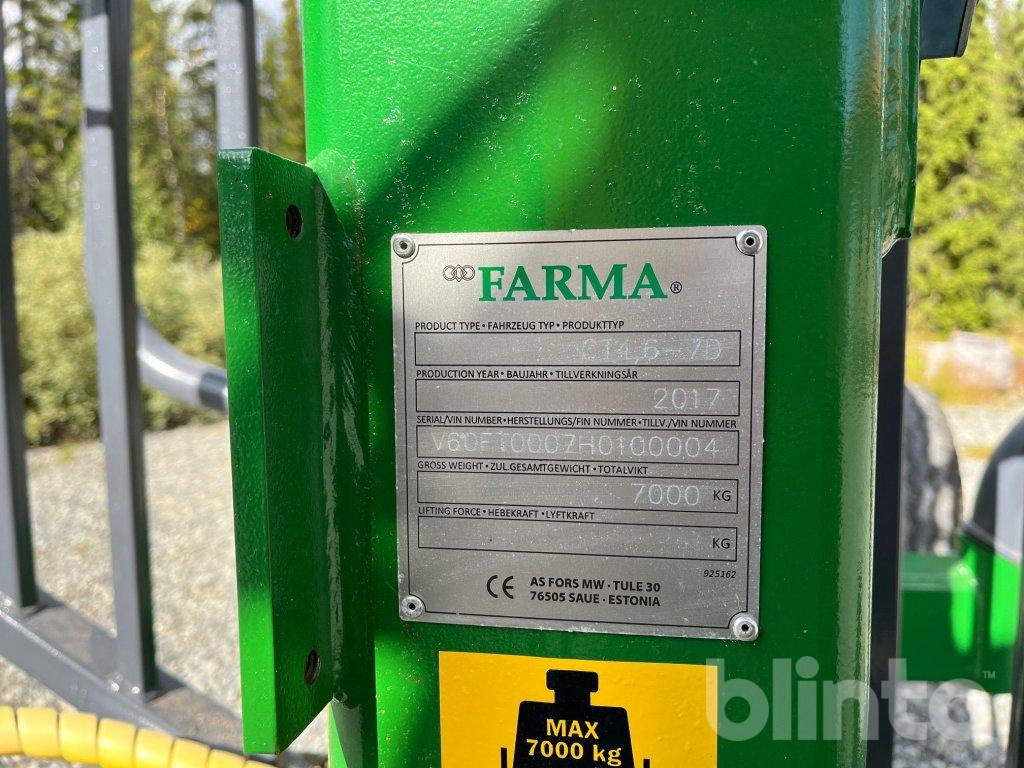 FARMA®
PRODUCT TYPE • FAHRZEUG TYP • PRODUKTTYP
CT4,6-7D
PRODUCTION YEAR • BAUJAHR • TILLVERKNINGSÅR
2017
SERIAL/VIN NUMBER•HERSTELLUNGS/FIN NUMMER•TILLV./VIN NUMMER
V60FT0007H0100004
GROSS WEIGHT • ZUL.GESAMTGEWICHT • TOTALVIKT
7000 KG
LIFTING FORCE • HEBEKRAFT • LYFTKRAFT
KG
925162
CE AS FORS MW • TULE 30
76505 SAUE • ESTONIA
MAX
7000 kg
blinto™